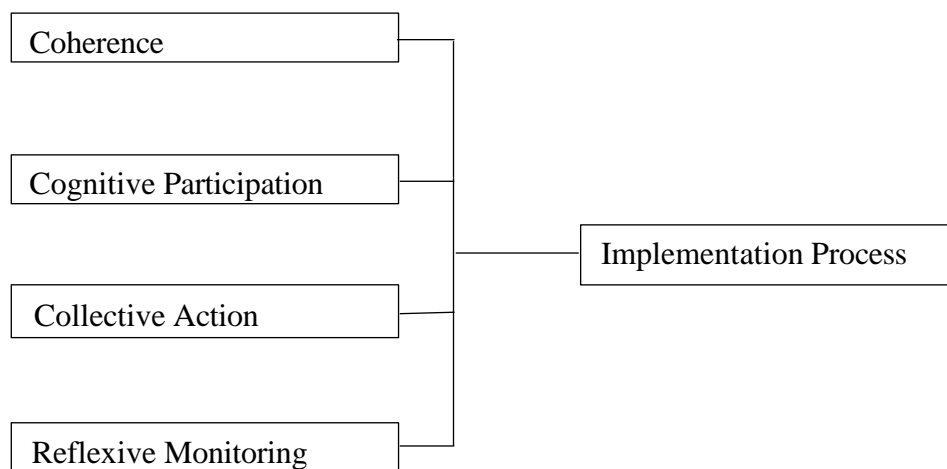 Coherence
Cognitive Participation
Implementation Process
Collective Action
Reflexive Monitoring